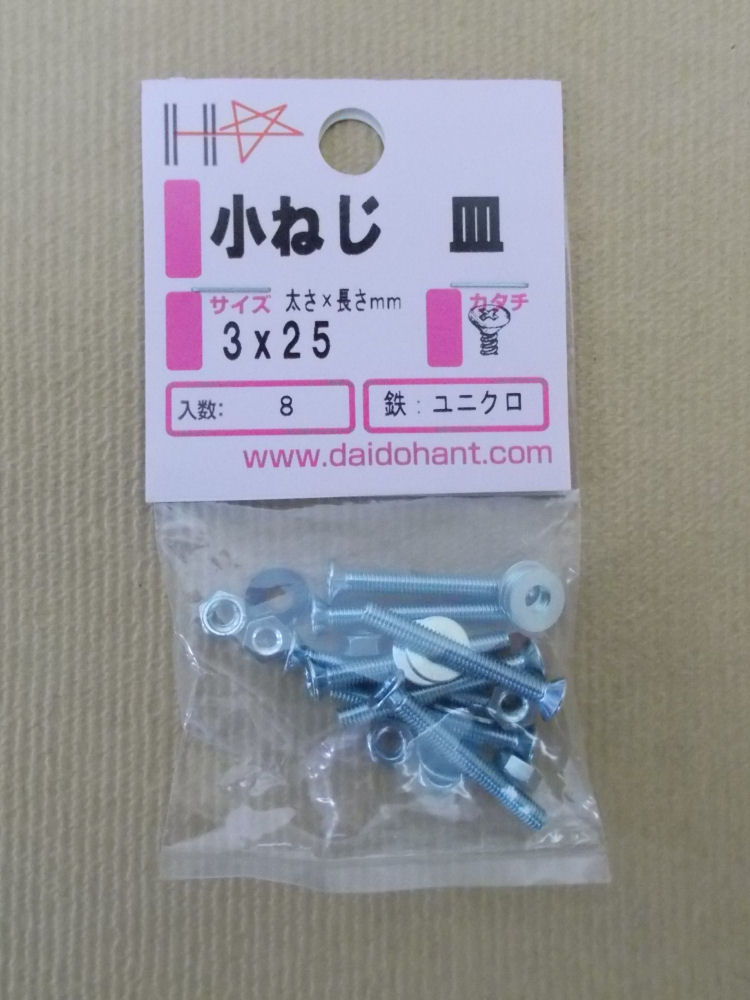 H
小ねじ 皿
サイズ 太さ×長さmm カタチ
3x25
入数: 8 鉄:ユニクロ
www.daidohant.com